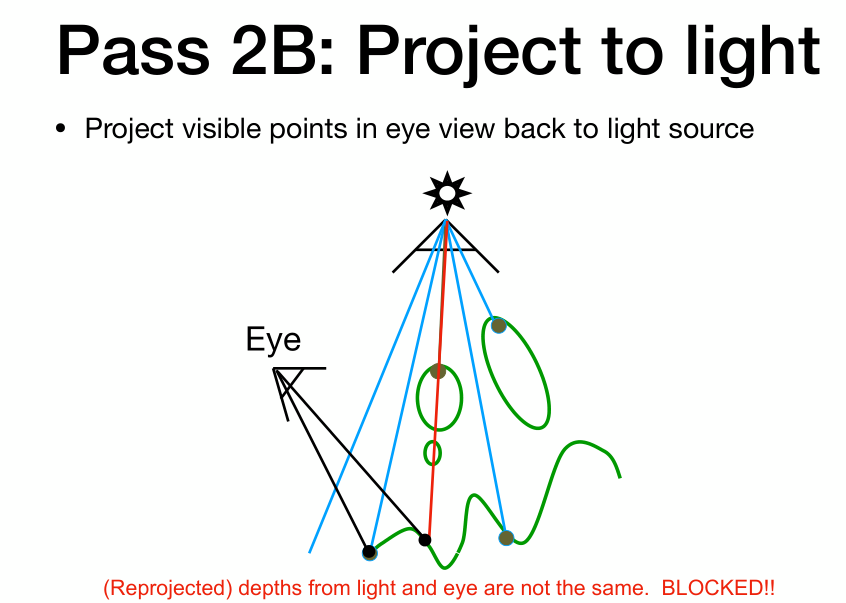 Pass 2B: Project to light
• Project visible points in eye view back to light source
Eye
(Reprojected) depths from light and eye are not the same.  BLOCKED!!